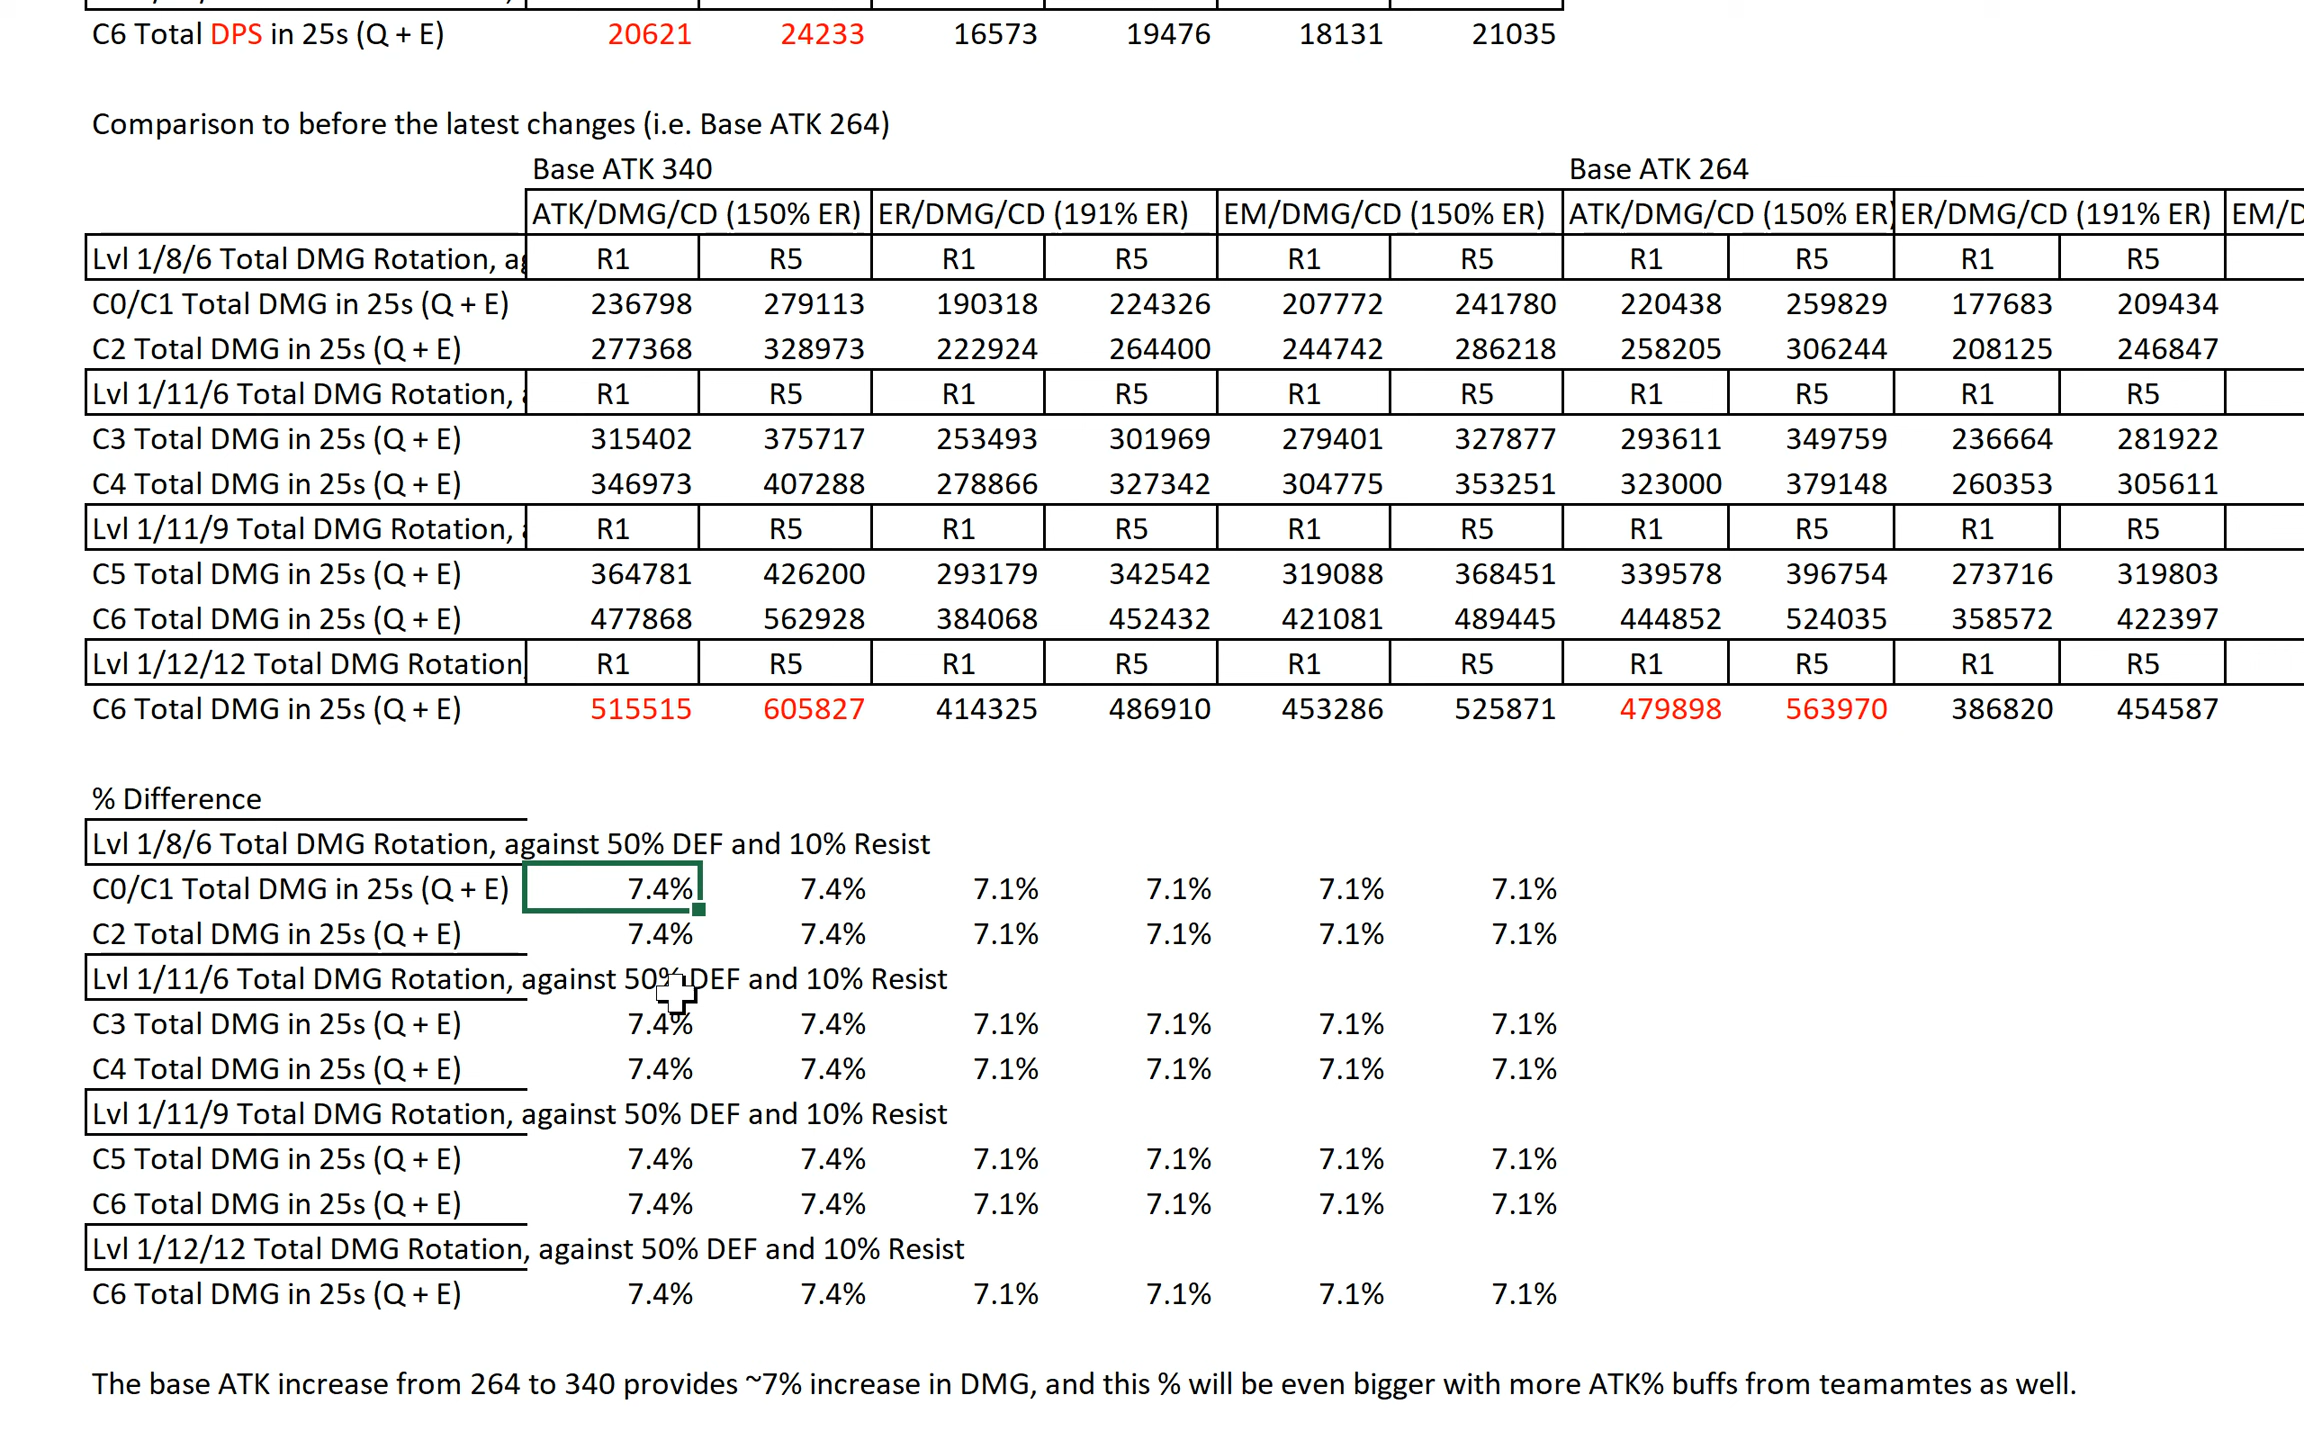 C6 Total DPS in 25s (Q + E) 20621 24233 16573 19476 18131 21035
Comparison to before the latest changes (i.e. Base ATK 264)
Base ATK 340 Base ATK 264
ATK/DMG/CD (150% ER) ER/DMG/CD (191% ER) EM/DMG/CD (150% ER) ATK/DMG/CD (150% ER) ER/DMG/CD (191% ER) EM/D
Lvl 1/8/6 Total DMG Rotation, ag R1 R5 R1 R5 R1 R5 R1 R5 R1 R5
C0/C1 Total DMG in 25s (Q + E) 236798 279113 190318 224326 207772 241780 220438 259829 177683 209434
C2 Total DMG in 25s (Q + E) 277368 328973 222924 264400 244742 286218 258205 306244 208125 246847
Lvl 1/11/6 Total DMG Rotation, R1 R5 R1 R5 R1 R5 R1 R5 R1 R5
C3 Total DMG in 25s (Q + E) 315402 375717 253493 301969 279401 327877 293611 349759 236664 281922
C4 Total DMG in 25s (Q + E) 346973 407288 278866 327342 304775 353251 323000 379148 260353 305611
Lvl 1/11/9 Total DMG Rotation, R1 R5 R1 R5 R1 R5 R1 R5 R1 R5
C5 Total DMG in 25s (Q + E) 364781 426200 293179 342542 319088 368451 339578 396754 273716 319803
C6 Total DMG in 25s (Q + E) 477868 562928 384068 452432 421081 489445 444852 524035 358572 422397
Lvl 1/12/12 Total DMG Rotation R1 R5 R1 R5 R1 R5 R1 R5 R1 R5
C6 Total DMG in 25s (Q + E) 515515 605827 414325 486910 453286 525871 479898 563970 386820 454587
% Difference
Lvl 1/8/6 Total DMG Rotation, against 50% DEF and 10% Resist
C0/C1 Total DMG in 25s (Q + E) 7.4% 7.4% 7.1% 7.1% 7.1% 7.1%
C2 Total DMG in 25s (Q + E) 7.4% 7.4% 7.1% 7.1% 7.1% 7.1%
Lvl 1/11/6 Total DMG Rotation, against 50% DEF and 10% Resist
C3 Total DMG in 25s (Q + E) 7.4% 7.4% 7.1% 7.1% 7.1% 7.1%
C4 Total DMG in 25s (Q + E) 7.4% 7.4% 7.1% 7.1% 7.1% 7.1%
Lvl 1/11/9 Total DMG Rotation, against 50% DEF and 10% Resist
C5 Total DMG in 25s (Q + E) 7.4% 7.4% 7.1% 7.1% 7.1% 7.1%
C6 Total DMG in 25s (Q + E) 7.4% 7.4% 7.1% 7.1% 7.1% 7.1%
Lvl 1/12/12 Total DMG Rotation, against 50% DEF and 10% Resist
C6 Total DMG in 25s (Q + E) 7.4% 7.4% 7.1% 7.1% 7.1% 7.1%
The base ATK increase from 264 to 340 provides ~7% increase in DMG, and this % will be even bigger with more ATK% buffs from teamamtes as well.